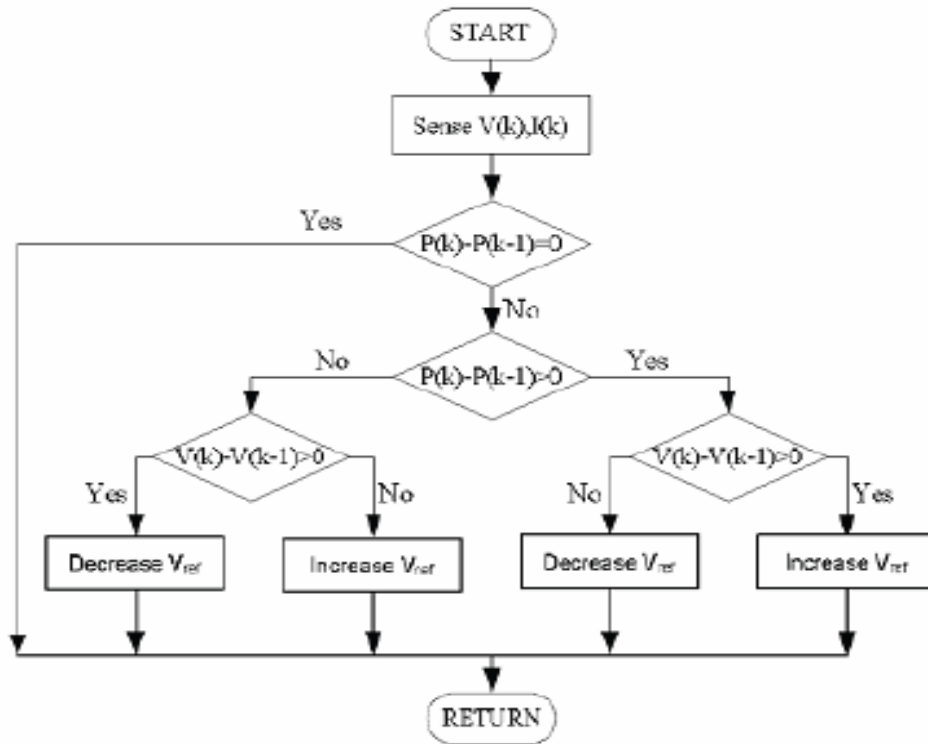 START
Sense V(k),I(k)
Yes
P(k)-P(k-1)=0
No
No
P(k)-P(k-1)>0
Yes
V(k)-V(k-1)>0
V(k)-V(k-1)>0
Yes
No
No
Yes
Decrease Vref
Increase Vref
Decrease Vref
Increase Vref
RETURN